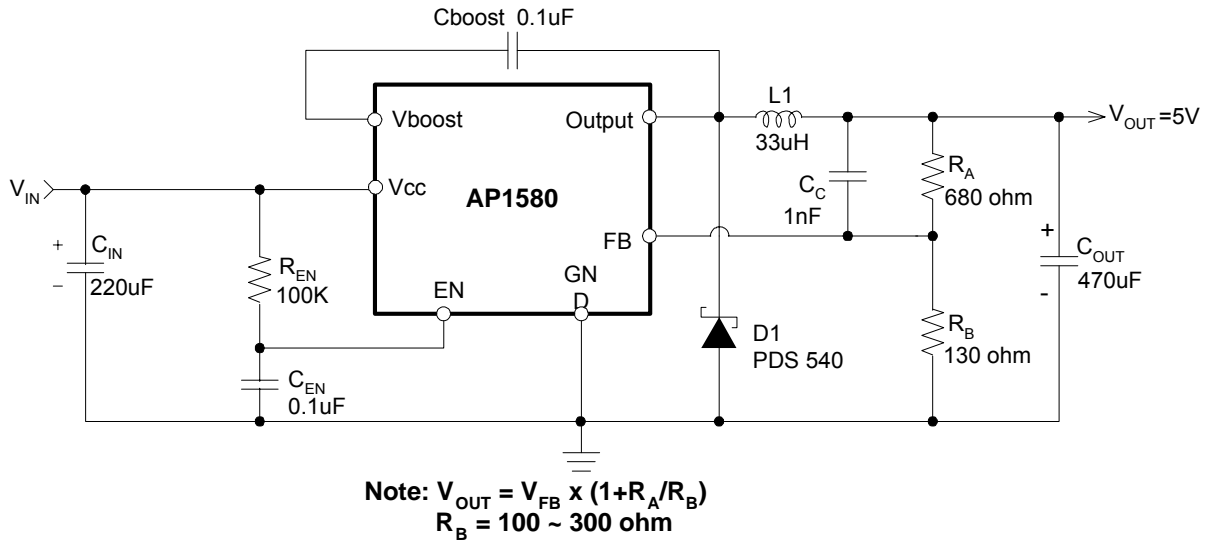 Cboost 0.1uF
Vboost
Output
L1
33uH
V_OUT =5V
V_IN
Vcc
AP1580
C_C
1nF
R_A
680 ohm
FB
+
C_IN
220uF
−
R_EN
100K
EN
GN
D
+
C_OUT
470uF
-
D1
PDS 540
R_B
130 ohm
C_EN
0.1uF
Note: V_OUT = V_FB x (1+R_A/R_B)
R_B = 100 ~ 300 ohm